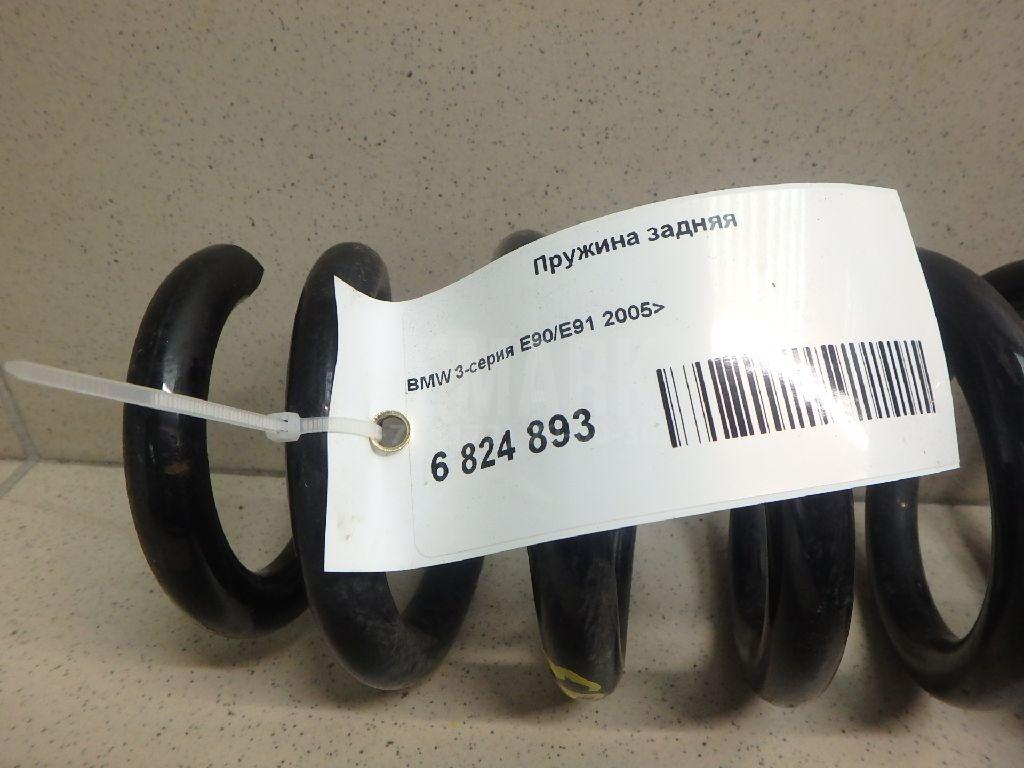 Пружина задняя
BMW 3-серия E90/E91 2005>
6 824 893